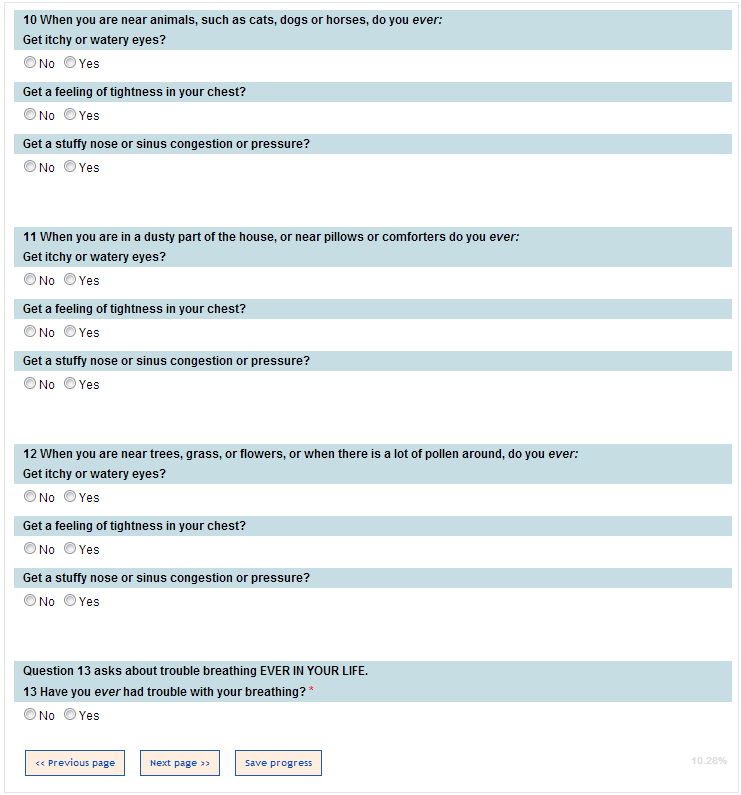 10 When you are near animals, such as cats, dogs or horses, do you ever:
Get itchy or watery eyes?
No Yes
Get a feeling of tightness in your chest?
No Yes
Get a stuffy nose or sinus congestion or pressure?
No Yes
11 When you are in a dusty part of the house, or near pillows or comforters do you ever:
Get itchy or watery eyes?
No Yes
Get a feeling of tightness in your chest?
No Yes
Get a stuffy nose or sinus congestion or pressure?
No Yes
12 When you are near trees, grass, or flowers, or when there is a lot of pollen around, do you ever:
Get itchy or watery eyes?
No Yes
Get a feeling of tightness in your chest?
No Yes
Get a stuffy nose or sinus congestion or pressure?
No Yes
Question 13 asks about trouble breathing EVER IN YOUR LIFE.
13 Have you ever had trouble with your breathing? *
No Yes
<< Previous page Next page >> Save progress 10.28%